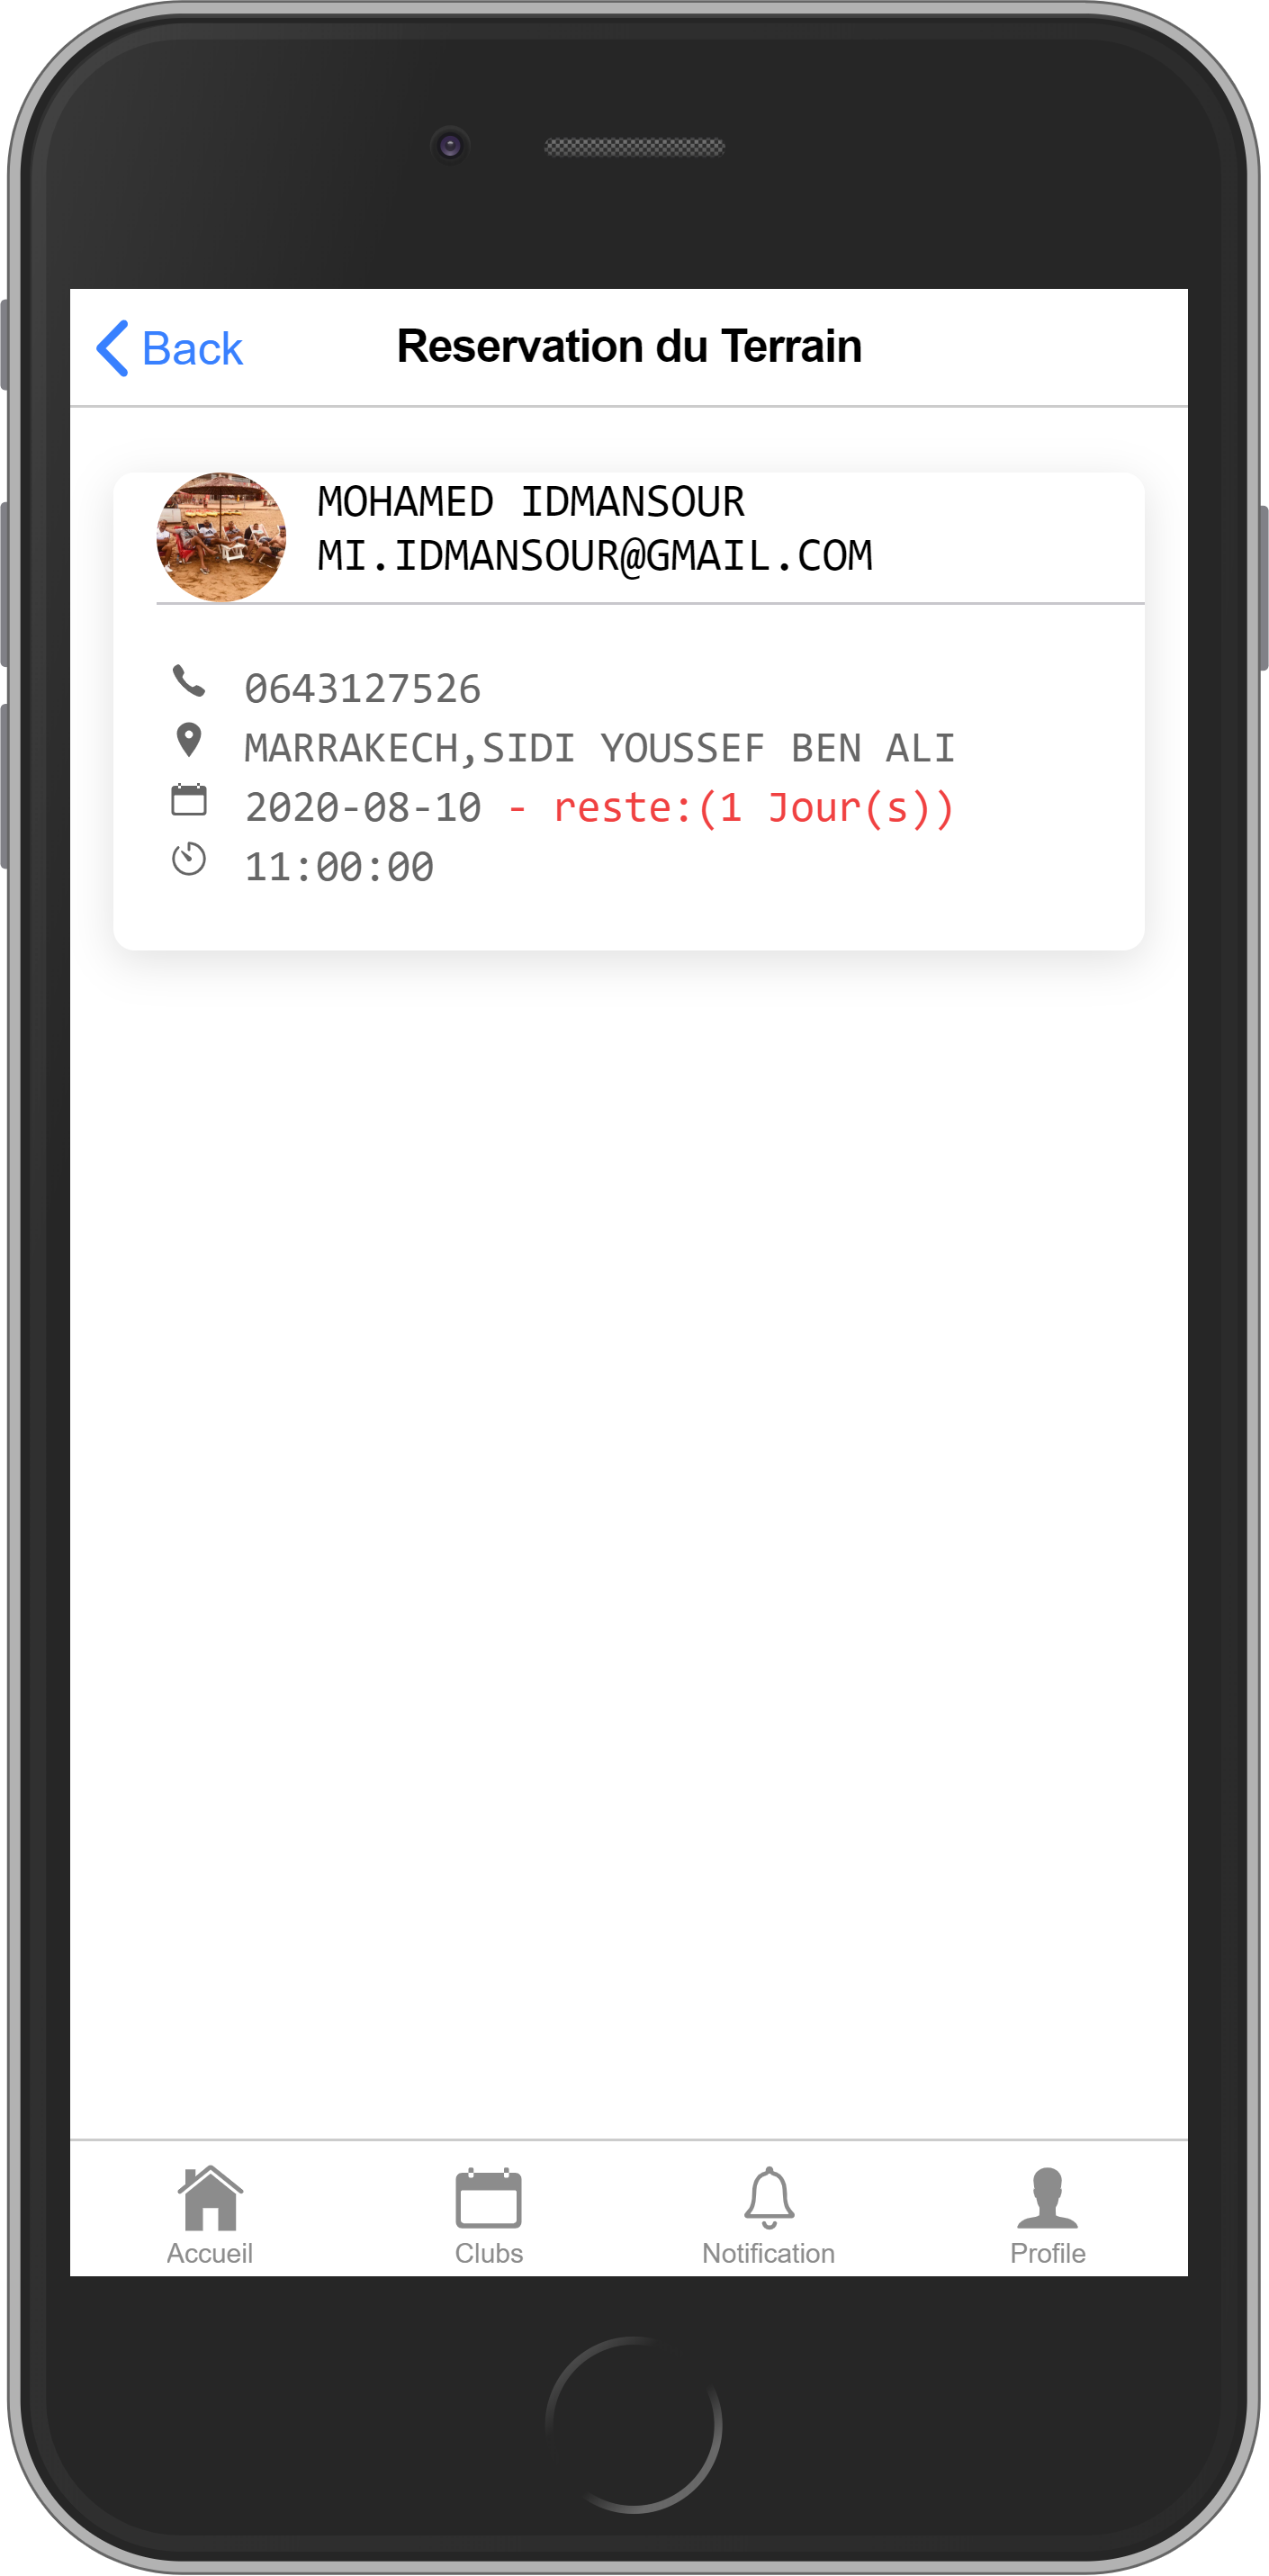 Back
Reservation du Terrain
MOHAMED IDMANSOUR
MI.IDMANSOUR@GMAIL.COM
0643127526
MARRAKECH,SIDI YOUSSEF BEN ALI
2020-08-10 - reste:(1 Jour(s))
11:00:00
Accueil
Clubs
Notification
Profile